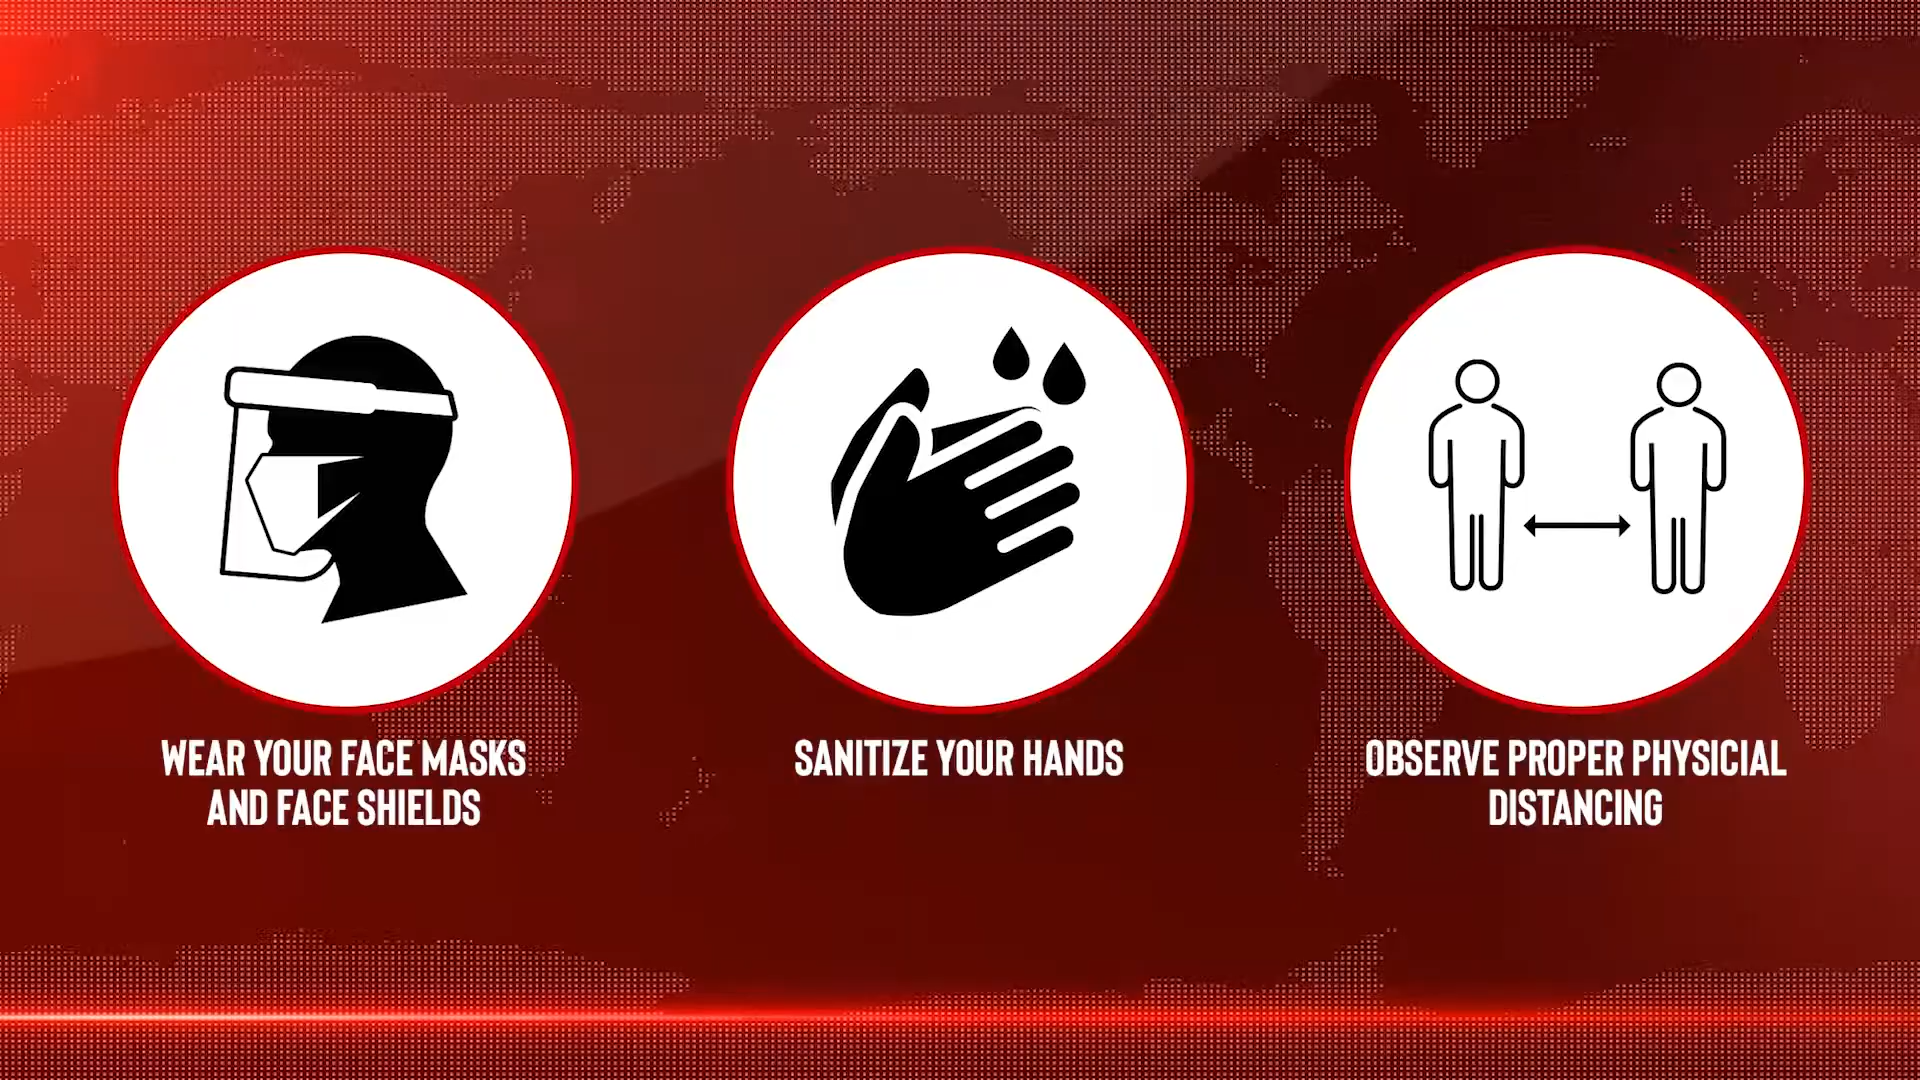 WEAR YOUR FACE MASKS
AND FACE SHIELDS
SANITIZE YOUR HANDS
OBSERVE PROPER PHYSICIAL
DISTANCING